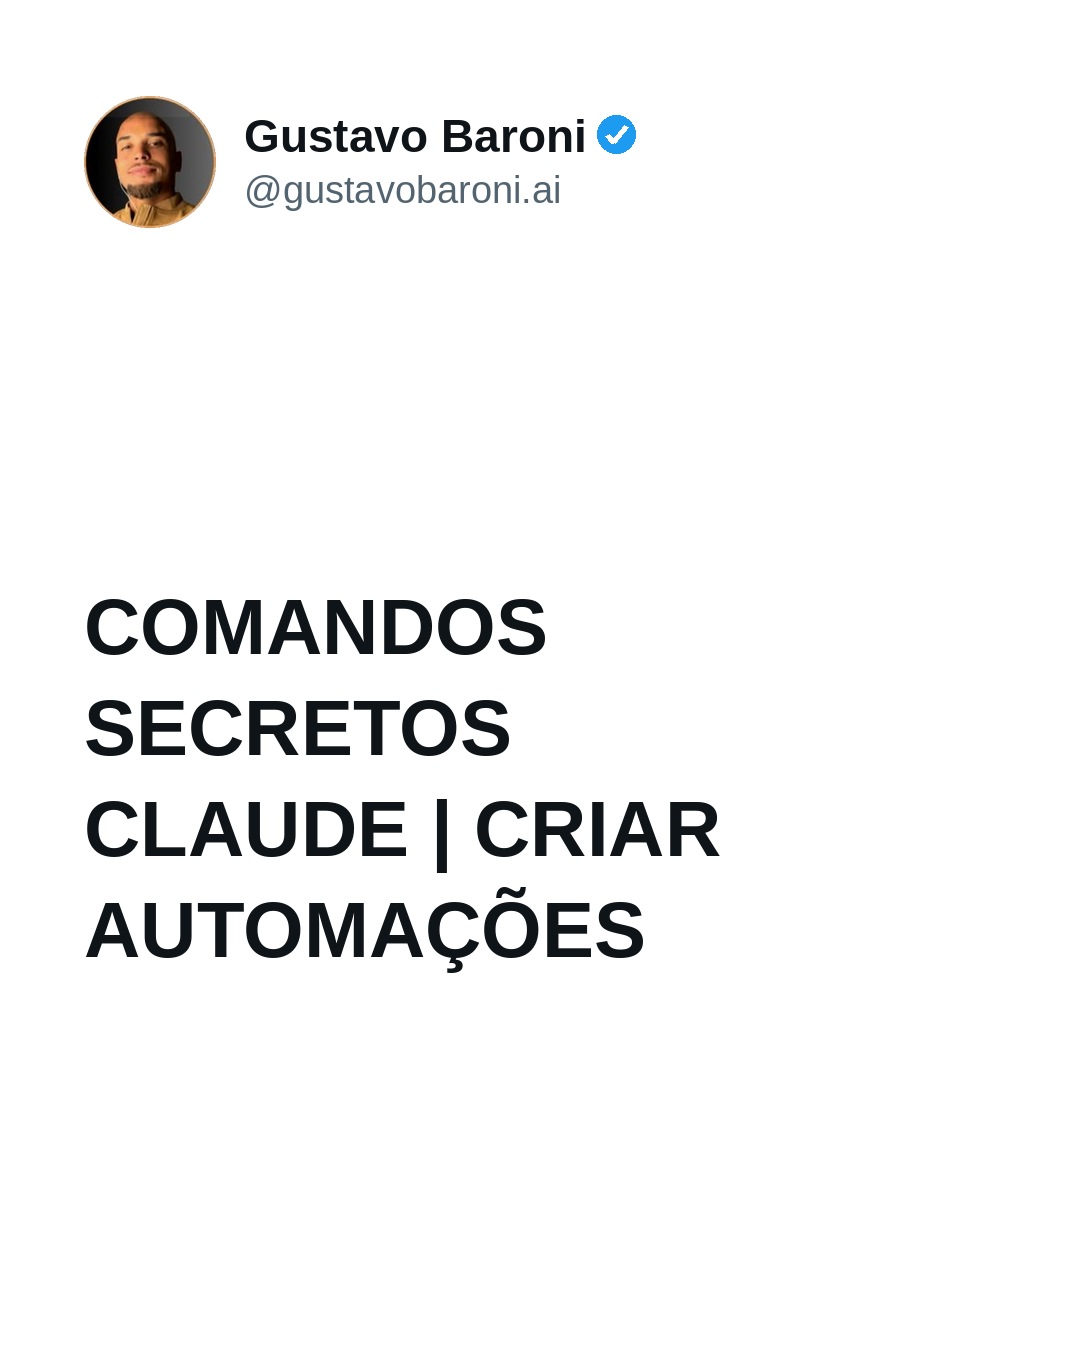 Gustavo Baroni
@gustavobaroni.ai
COMANDOS
SECRETOS
CLAUDE | CRIAR
AUTOMAÇÕES